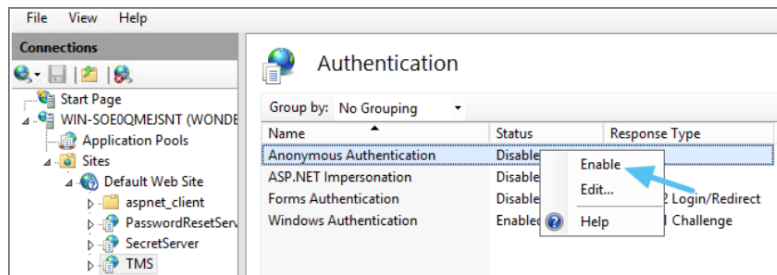 File View Help
Connections
Start Page
WIN-SOE0QMEJSNT (WONDE
Application Pools
Sites
Default Web Site
aspnet_client
PasswordResetServ
SecretServer
TMS
Authentication
Group by: No Grouping
Name Status Response Type
Anonymous Authentication Disable
ASP.NET Impersonation Disable
Forms Authentication Disable 2 Login/Redirect
Windows Authentication Enabled Challenge
Enable
Edit...
Help